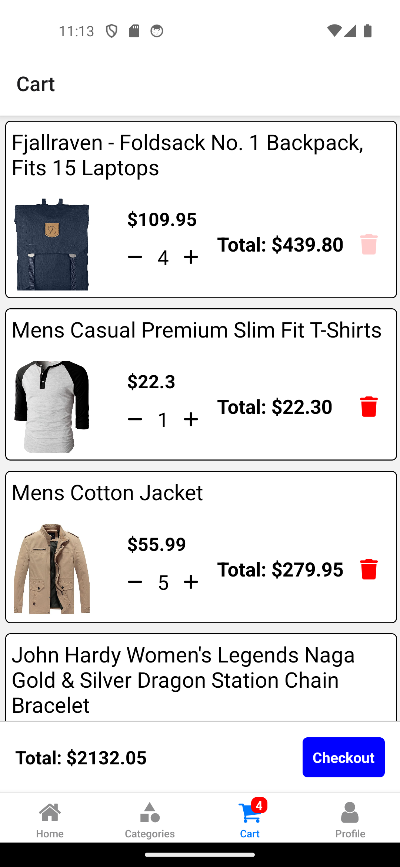 11:13
Cart
Fjallraven - Foldsack No. 1 Backpack,
Fits 15 Laptops
$109.95
− 4 +
Total: $439.80
Mens Casual Premium Slim Fit T-Shirts
$22.3
− 1 +
Total: $22.30
Mens Cotton Jacket
$55.99
− 5 +
Total: $279.95
John Hardy Women's Legends Naga
Gold & Silver Dragon Station Chain
Bracelet
Total: $2132.05
Checkout
4
Home
Categories
Cart
Profile